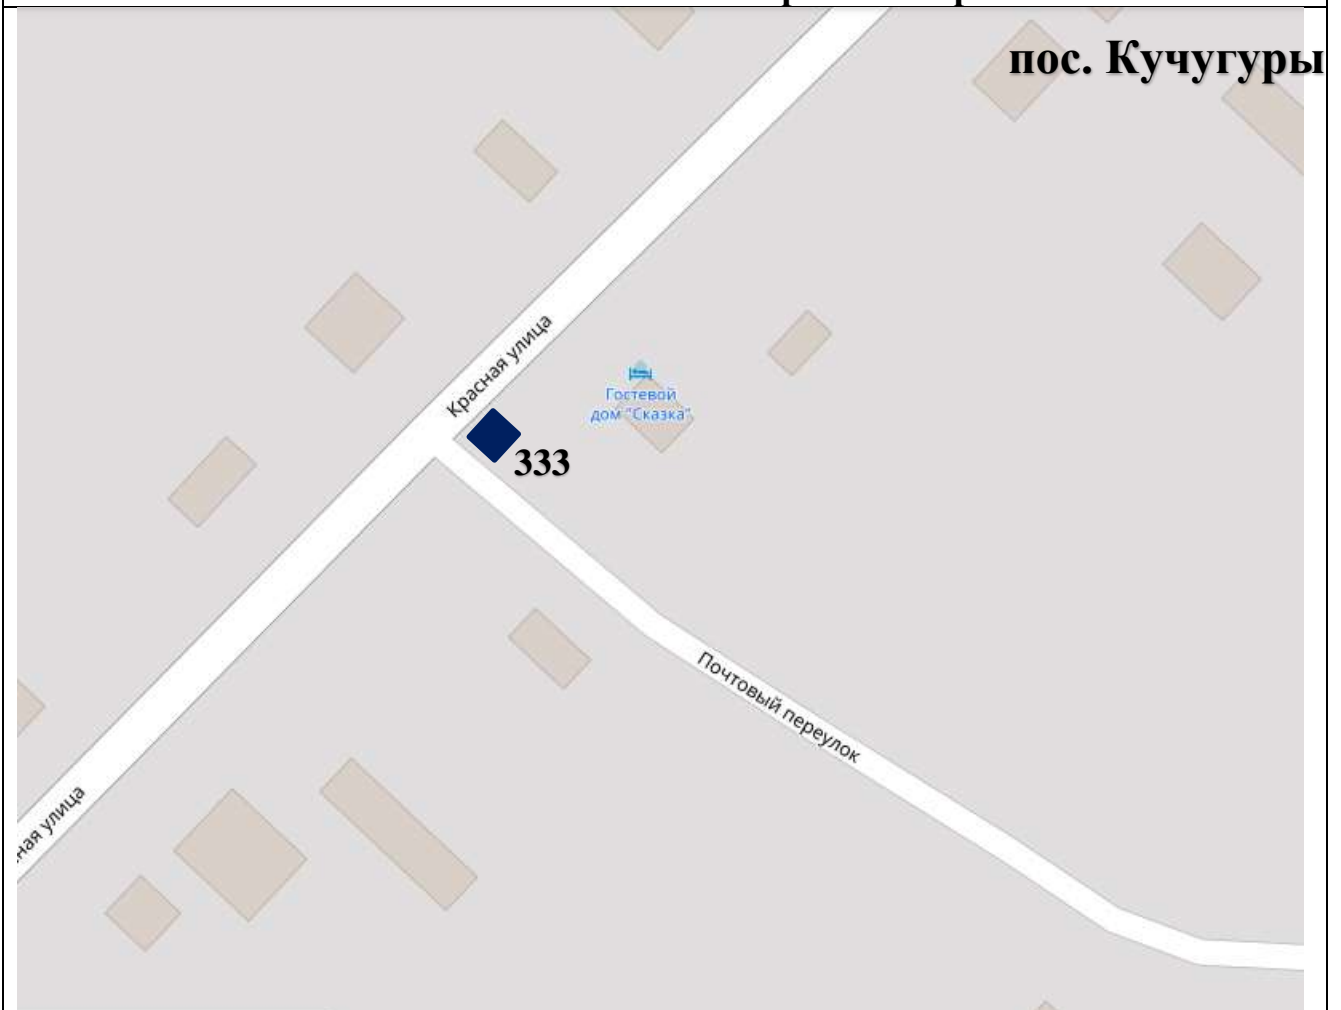 пос. Кучугуры
Красная улица
Гостевой
дом "Сказка"
333
Почтовый переулок
ная улица